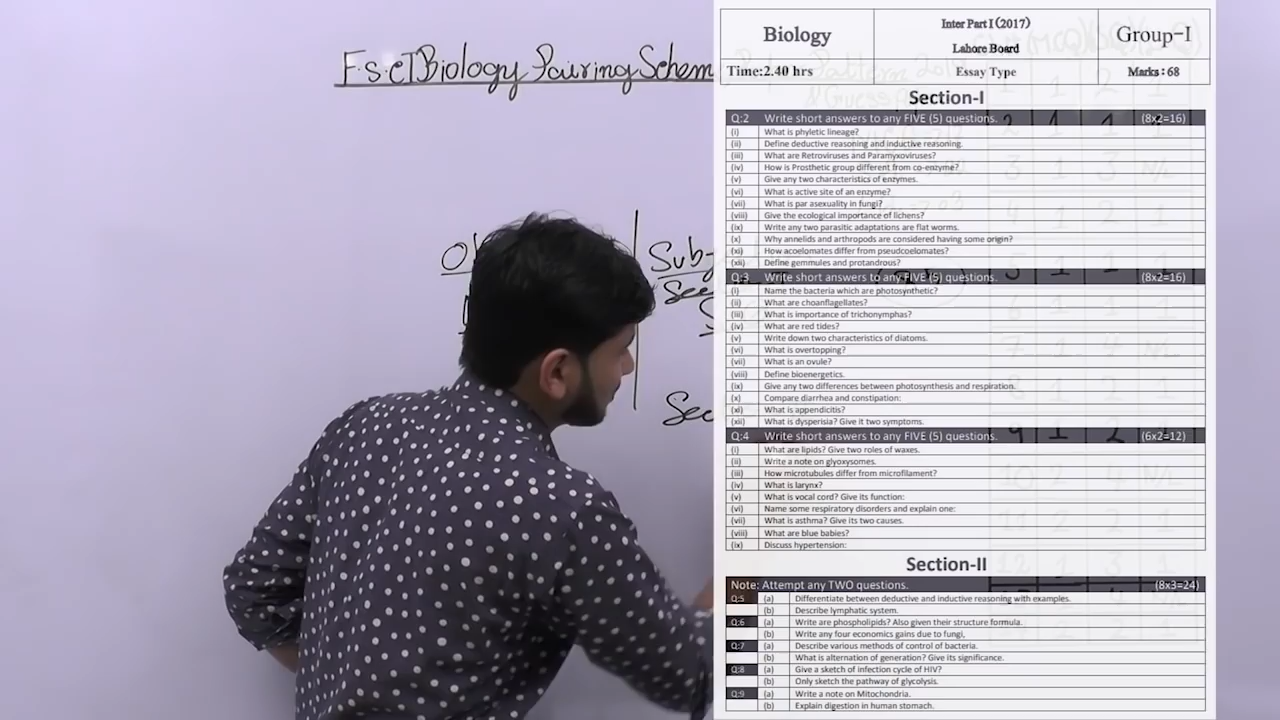 F.Sc I Biology Pairing Schem
Ob
Sub-
Sec
Sec
Biology
Inter Part I (2017)
Lahore Board
Essay Type
Group-I
Time:2.40 hrs
Marks: 68
Section-I
Q:2 Write short answers to any FIVE (5) questions. (8x2=16)
(i) What is phyletic lineage?
(ii) Define deductive reasoning and inductive reasoning.
(iii) What are Retroviruses and Paramyxoviruses?
(iv) How is Prosthetic group different from co-enzyme?
(v) Give any two characteristics of enzymes.
(vi) What is active site of an enzyme?
(vii) What is par asexuality in fungi?
(viii) Give the ecological importance of lichens?
(ix) Write any two parasitic adaptations are flat worms.
(x) Why annelids and arthropods are considered having some origin?
(xi) How acoelomates differ from pseudcoelomates?
(xii) Define gemmules and protandrous?
Q:3 Write short answers to any FIVE (5) questions. (8x2=16)
(i) Name the bacteria which are photosynthetic?
(ii) What are choanflagellates?
(iii) What is importance of trichonymphas?
(iv) What are red tides?
(v) Write down two characteristics of diatoms.
(vi) What is overtopping?
(vii) What is an ovule?
(viii) Define bioenergetics.
(ix) Give any two differences between photosynthesis and respiration.
(x) Compare diarrhea and constipation:
(xi) What is appendicitis?
(xii) What is dyspersia? Give it two symptoms.
Q:4 Write short answers to any FIVE (5) questions. (6x2=12)
(i) What are lipids? Give two roles of waxes.
(ii) Write a note on glyoxysomes.
(iii) How microtubules differ from microfilament?
(iv) What is larynx?
(v) What is vocal cord? Give its function:
(vi) Name some respiratory disorders and explain one:
(vii) What is asthma? Give its two causes.
(viii) What are blue babies?
(ix) Discuss hypertension:
Section-II
Note: Attempt any TWO questions. (8x3=24)
Q:5 (a) Differentiate between deductive and inductive reasoning with examples.
(b) Describe lymphatic system.
Q:6 (a) Write are phospholipids? Also given their structure formula.
(b) Write any four economics gains due to fungi,
Q:7 (a) Describe various methods of control of bacteria.
(b) What is alternation of generation? Give its significance.
Q:8 (a) Give a sketch of infection cycle of HIV?
(b) Only sketch the pathway of glycolysis.
Q:9 (a) Write a note on Mitochondria.
(b) Explain digestion in human stomach.